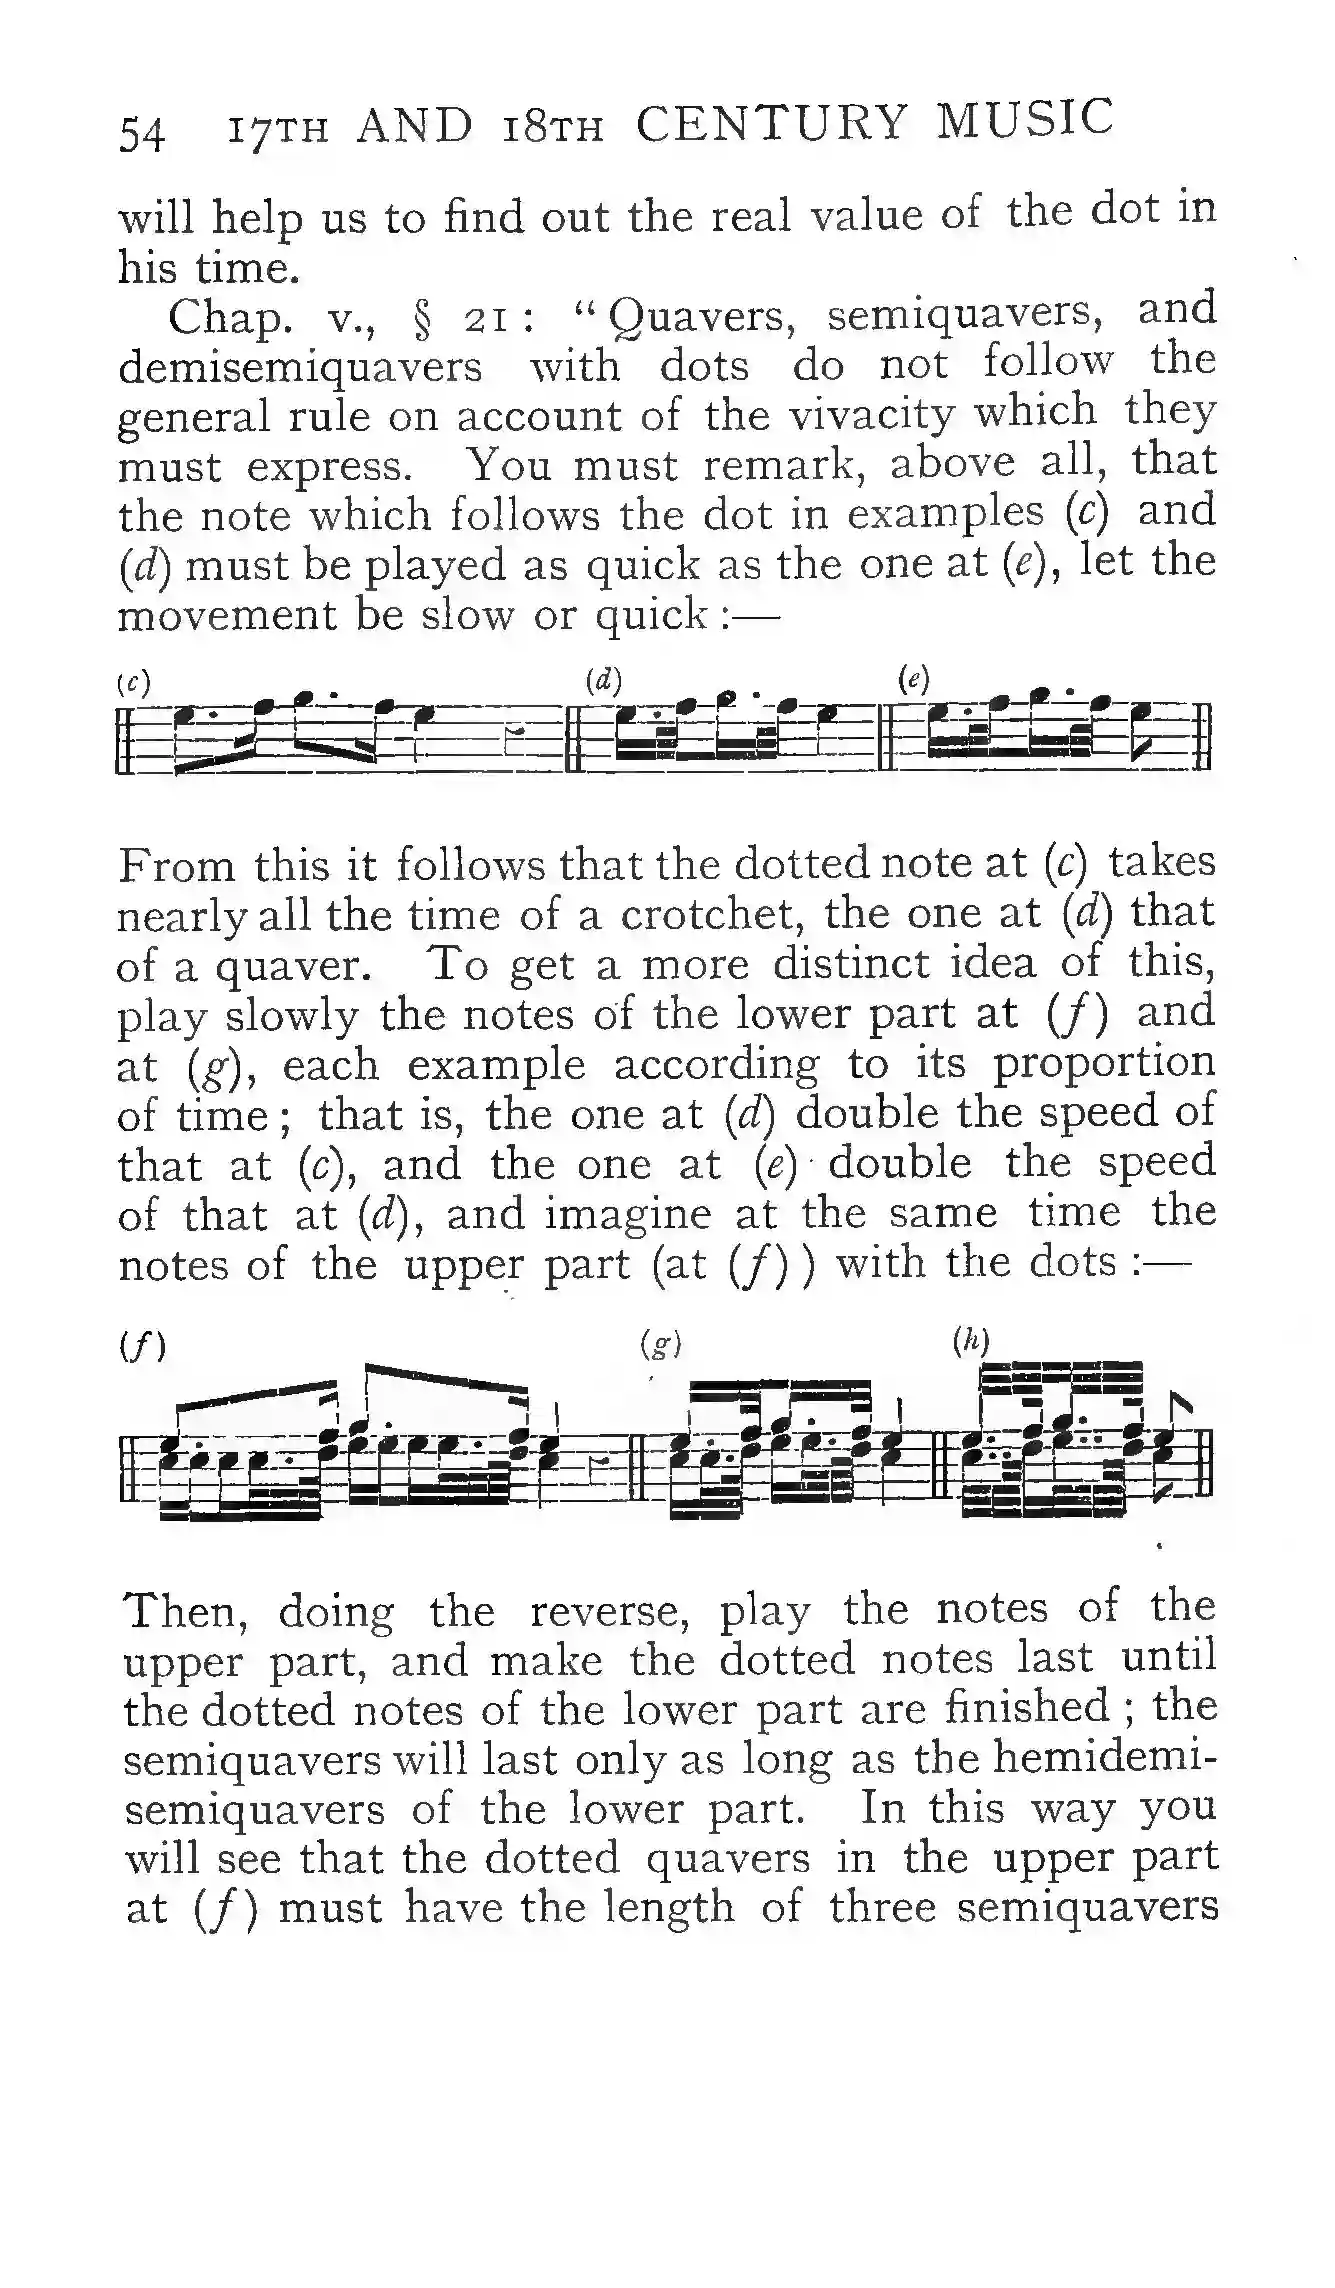 54 17TH AND 18TH CENTURY MUSIC
will help us to find out the real value of the dot in
his time.
Chap. v., § 21 : “Quavers, semiquavers, and
demisemiquavers with dots do not follow the
general rule on account of the vivacity which they
must express. You must remark, above all, that
the note which follows the dot in examples (c) and
(d) must be played as quick as the one at (e), let the
movement be slow or quick :—
(c) (d) (e)
From this it follows that the dotted note at (c) takes
nearly all the time of a crotchet, the one at (d) that
of a quaver. To get a more distinct idea of this,
play slowly the notes of the lower part at (f) and
at (g), each example according to its proportion
of time ; that is, the one at (d) double the speed of
that at (c), and the one at (e) double the speed
of that at (d), and imagine at the same time the
notes of the upper part (at (f) ) with the dots :—
(f) (g) (h)
Then, doing the reverse, play the notes of the
upper part, and make the dotted notes last until
the dotted notes of the lower part are finished ; the
semiquavers will last only as long as the hemidemi-
semiquavers of the lower part. In this way you
will see that the dotted quavers in the upper part
at (f) must have the length of three semiquavers